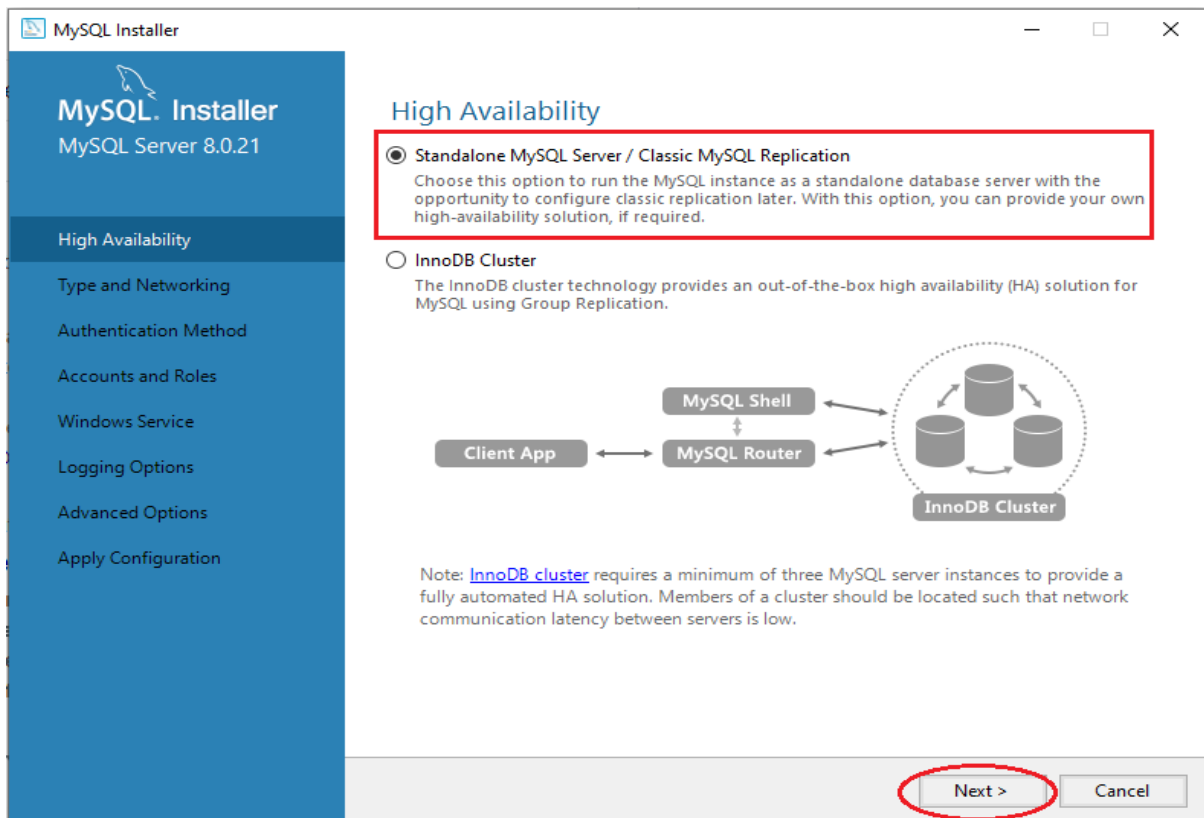 MySQL Installer
MySQL. Installer
MySQL Server 8.0.21
High Availability
Type and Networking
Authentication Method
Accounts and Roles
Windows Service
Logging Options
Advanced Options
Apply Configuration
High Availability
Standalone MySQL Server / Classic MySQL Replication
Choose this option to run the MySQL instance as a standalone database server with the
opportunity to configure classic replication later. With this option, you can provide your own
high-availability solution, if required.
InnoDB Cluster
The InnoDB cluster technology provides an out-of-the-box high availability (HA) solution for
MySQL using Group Replication.
MySQL Shell
Client App
MySQL Router
InnoDB Cluster
Note: InnoDB cluster requires a minimum of three MySQL server instances to provide a
fully automated HA solution. Members of a cluster should be located such that network
communication latency between servers is low.
Next >
Cancel